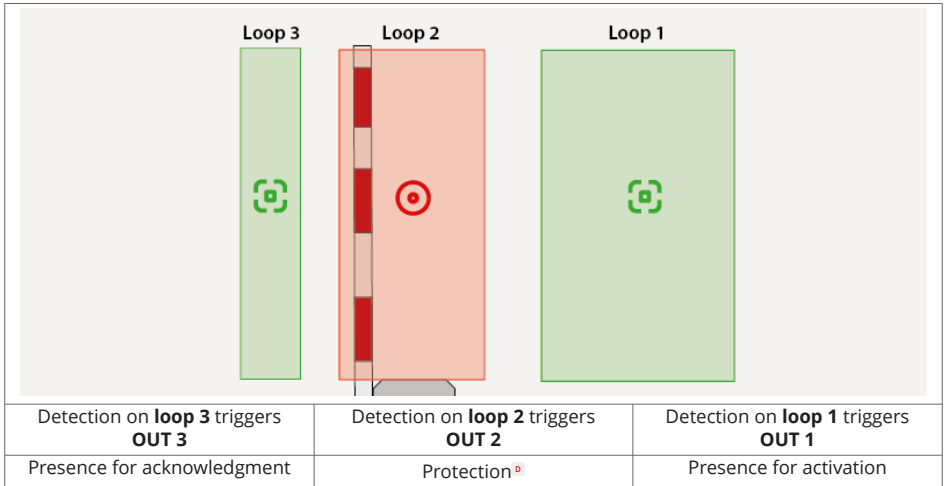 Loop 3 Loop 2 Loop 1
Detection on loop 3 triggers
OUT 3
Detection on loop 2 triggers
OUT 2
Detection on loop 1 triggers
OUT 1
Presence for acknowledgment
Protection D
Presence for activation